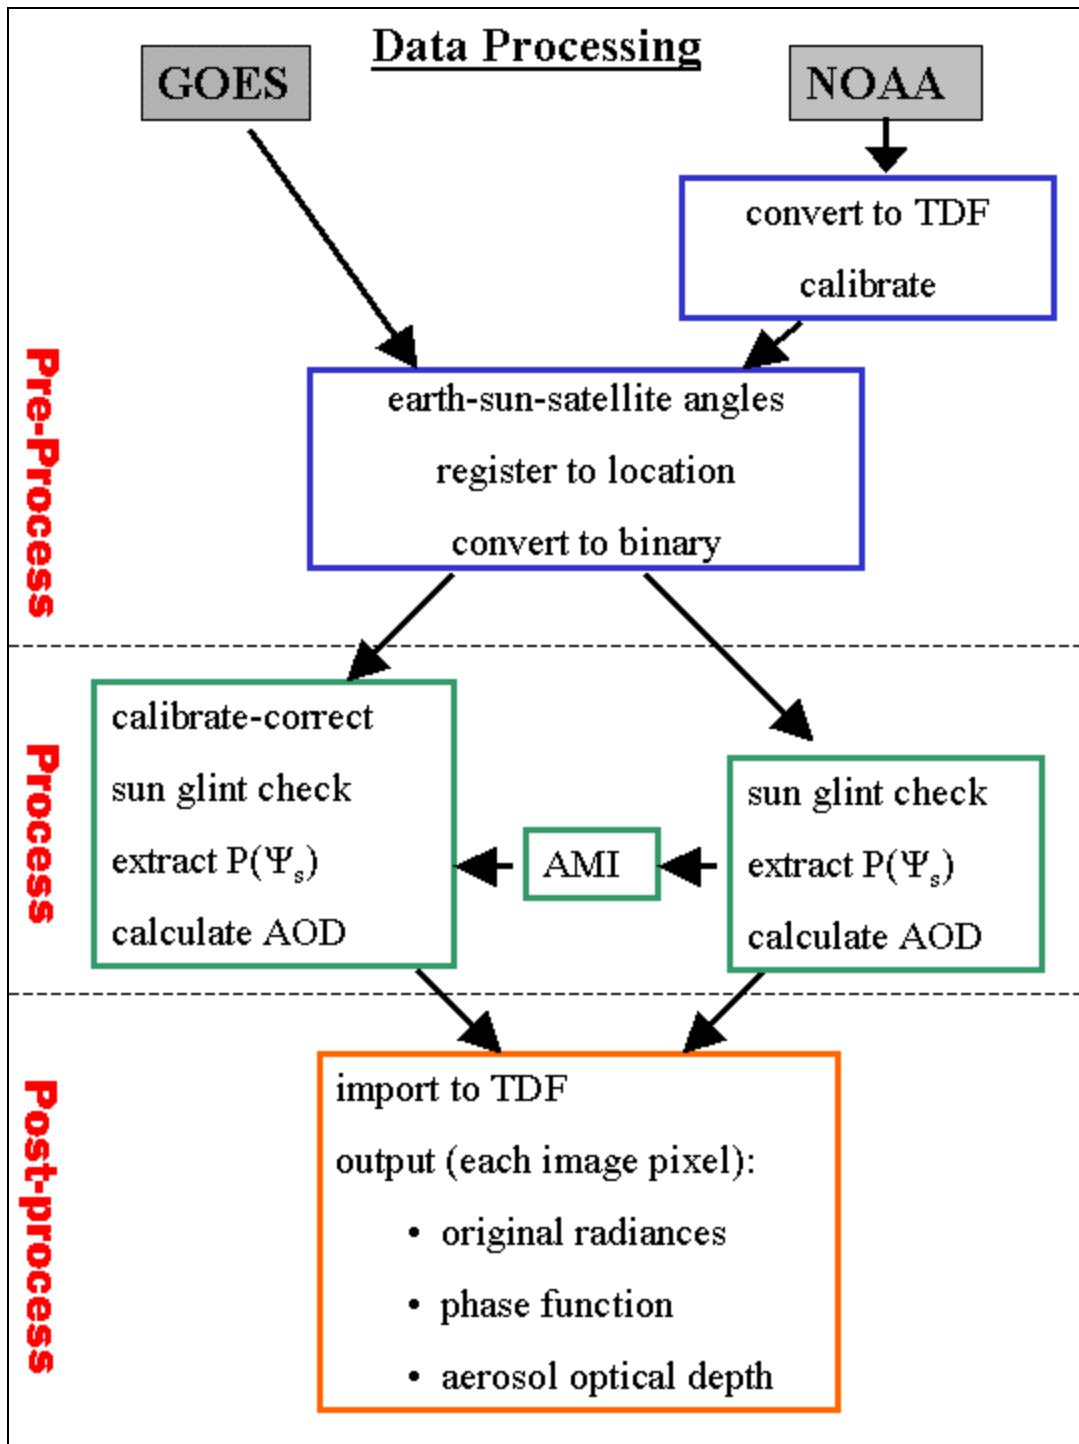 Data Processing
GOES
NOAA
convert to TDF
calibrate
Pre-Process
earth-sun-satellite angles
register to location
convert to binary
Process
calibrate-correct
sun glint check
extract P(Ψₛ)
calculate AOD
AMI
sun glint check
extract P(Ψₛ)
calculate AOD
Post-process
import to TDF
output (each image pixel):
• original radiances
• phase function
• aerosol optical depth